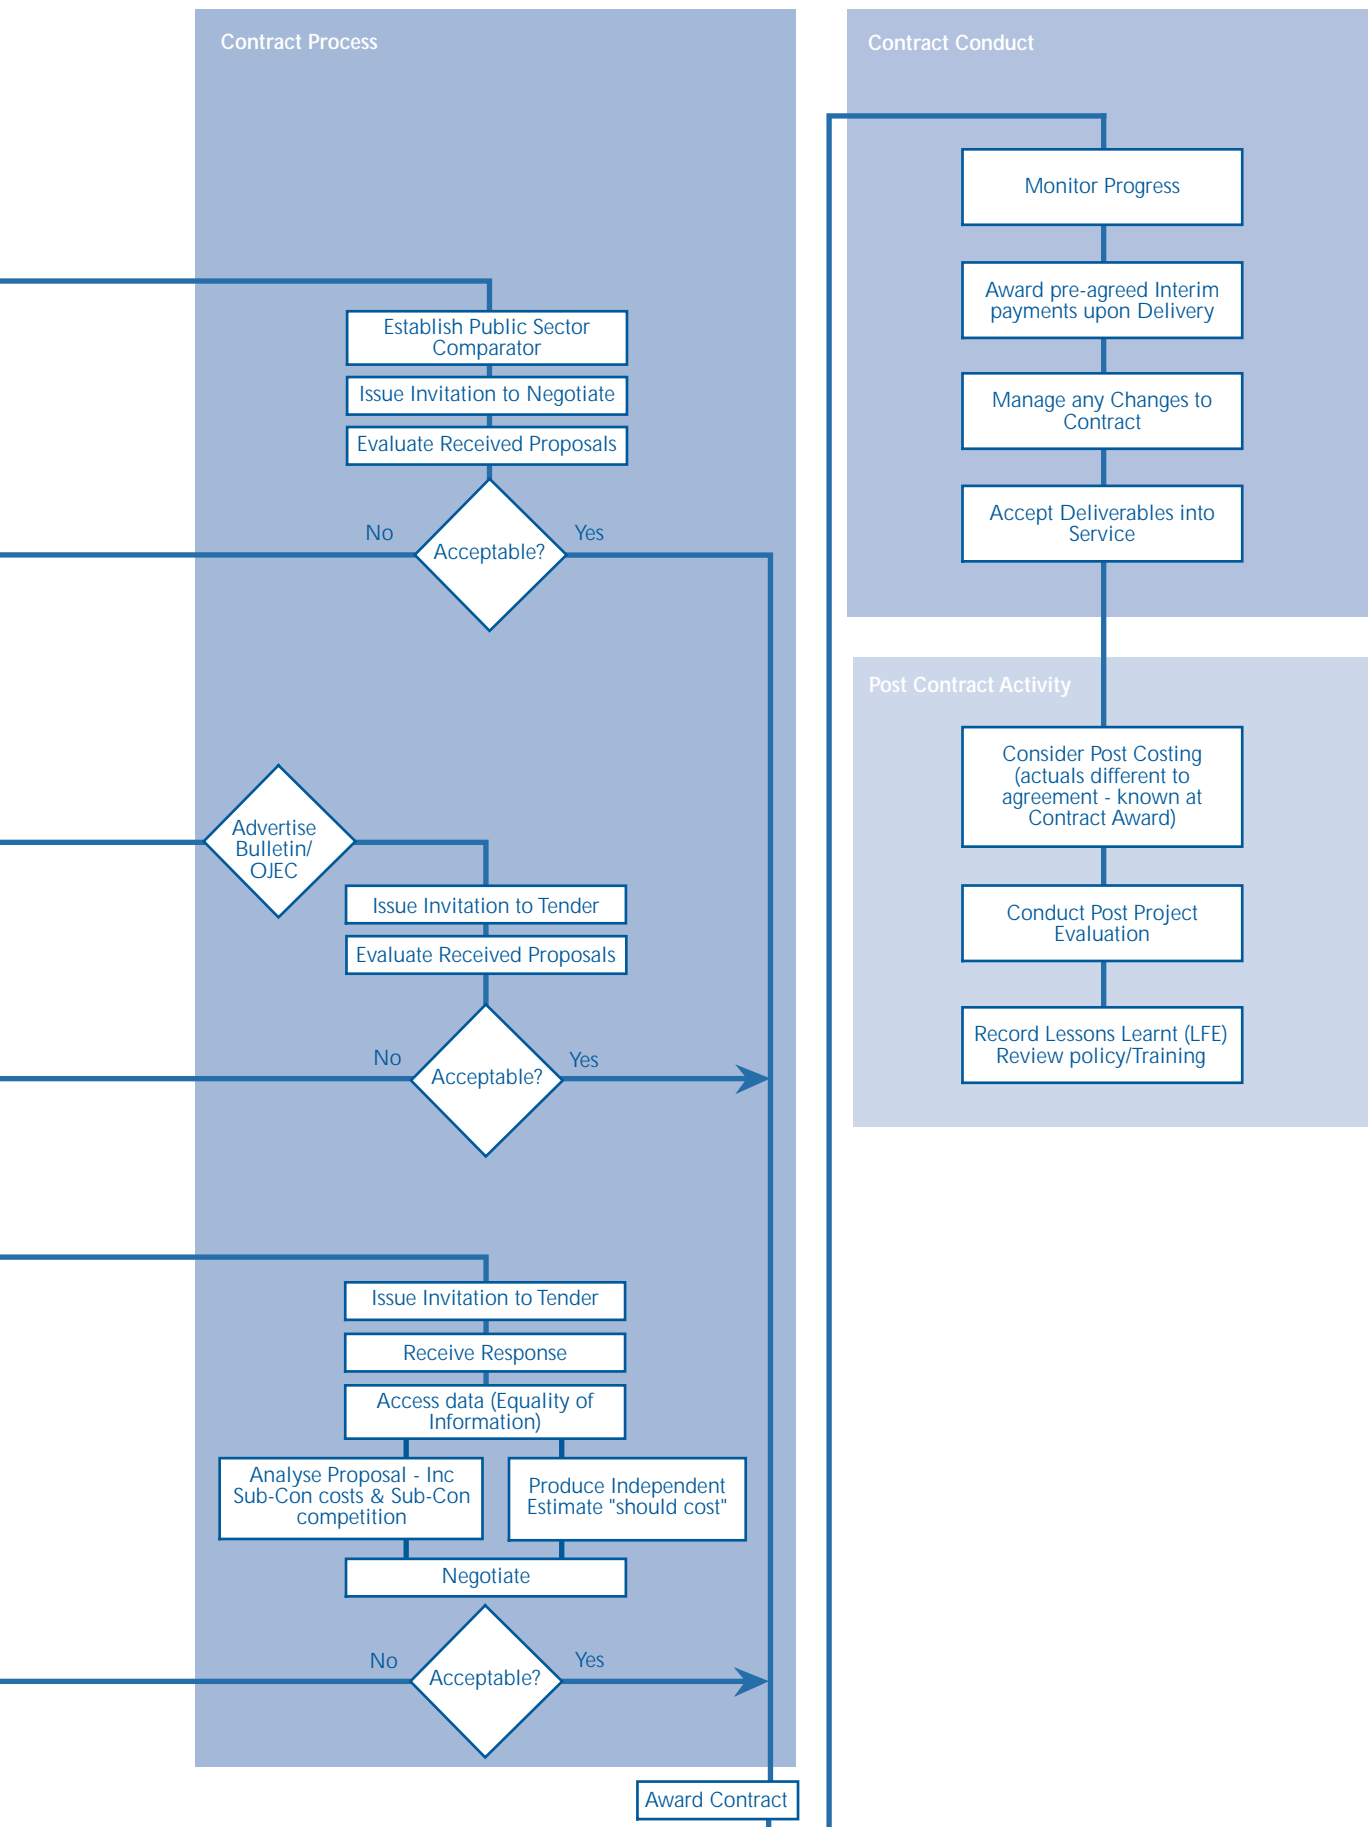 Contract Process
Establish Public Sector
Comparator
Issue Invitation to Negotiate
Evaluate Received Proposals
No
Yes
Acceptable?
Advertise
Bulletin/
OJEC
Issue Invitation to Tender
Evaluate Received Proposals
No
Yes
Acceptable?
Issue Invitation to Tender
Receive Response
Access data (Equality of
Information)
Analyse Proposal - Inc
Sub-Con costs & Sub-Con
competition
Produce Independent
Estimate "should cost"
Negotiate
No
Yes
Acceptable?
Award Contract
Contract Conduct
Monitor Progress
Award pre-agreed Interim
payments upon Delivery
Manage any Changes to
Contract
Accept Deliverables into
Service
Post Contract Activity
Consider Post Costing
(actuals different to
agreement - known at
Contract Award)
Conduct Post Project
Evaluation
Record Lessons Learnt (LFE)
Review policy/Training